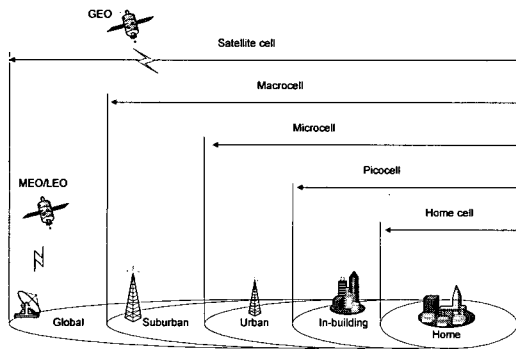 GEO
Satellite cell
Macrocell
Microcell
Picocell
MEO/LEO
Home cell
Global
Suburban
Urban
In-building
Home